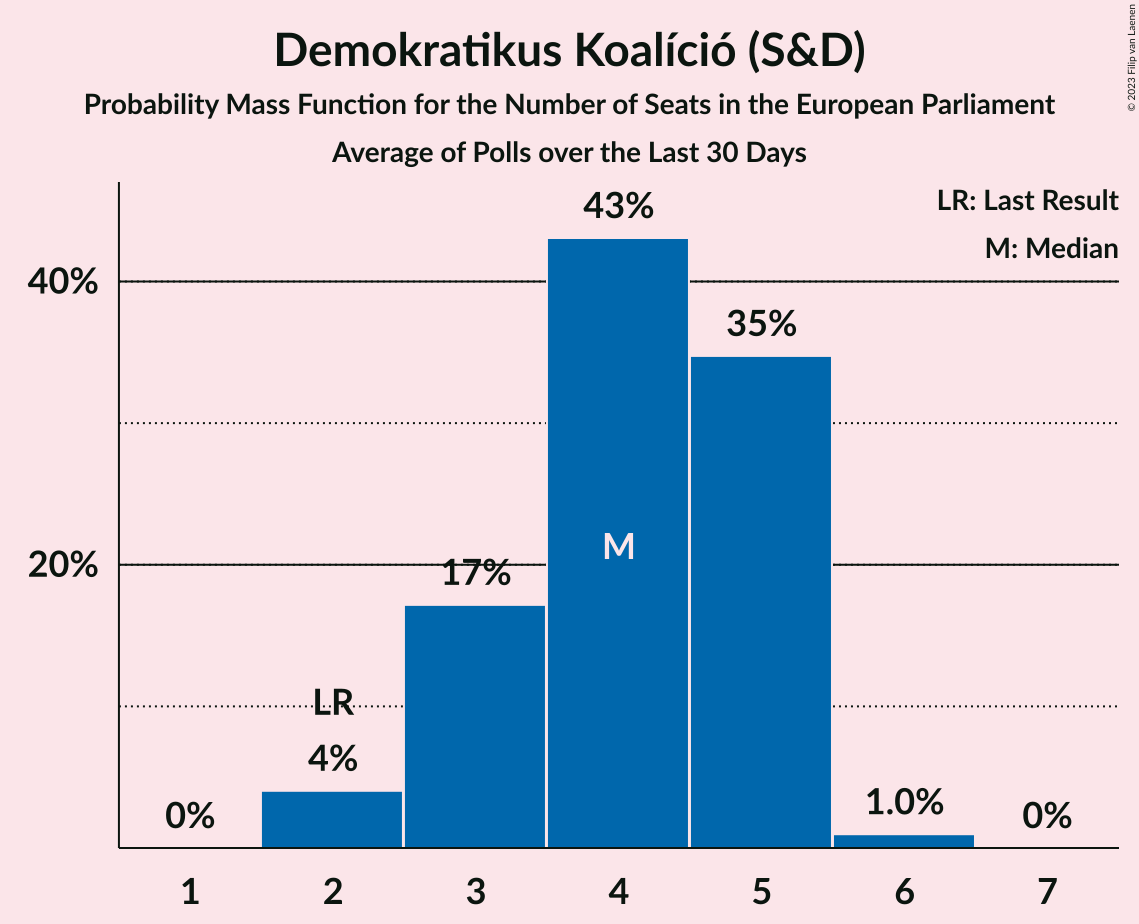 Demokratikus Koalíció (S&D)
Probability Mass Function for the Number of Seats in the European Parliament
Average of Polls over the Last 30 Days
© 2023 Filip van Laenen
LR: Last Result
M: Median
43%
40%
35%
M
20%
17%
LR
4%
0%
1.0%
0%
1 2 3 4 5 6 7